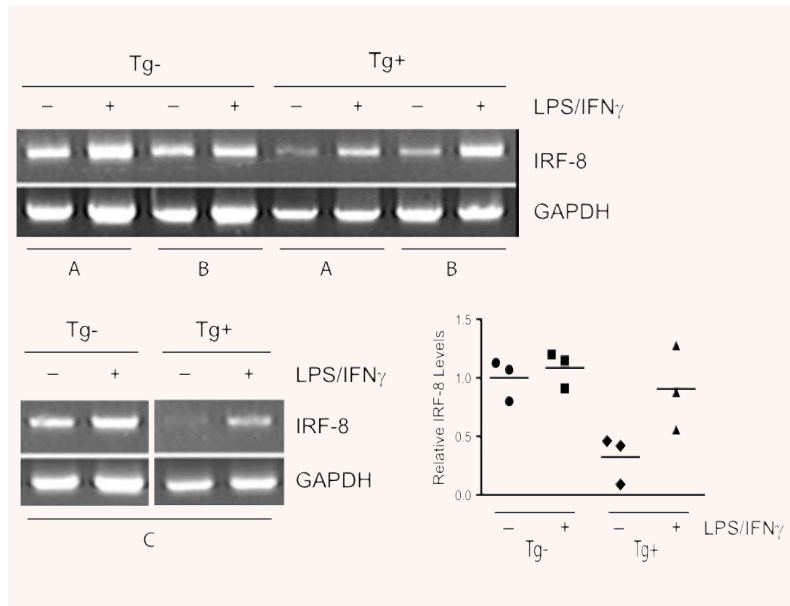 Tg- Tg+
– + – + – + – + LPS/IFNγ
IRF-8
GAPDH
A B A B
Tg- Tg+
– + – + LPS/IFNγ
IRF-8
GAPDH
C
Relative IRF-8 Levels
1.5
1.0
0.5
0.0
– + – + LPS/IFNγ
Tg- Tg+